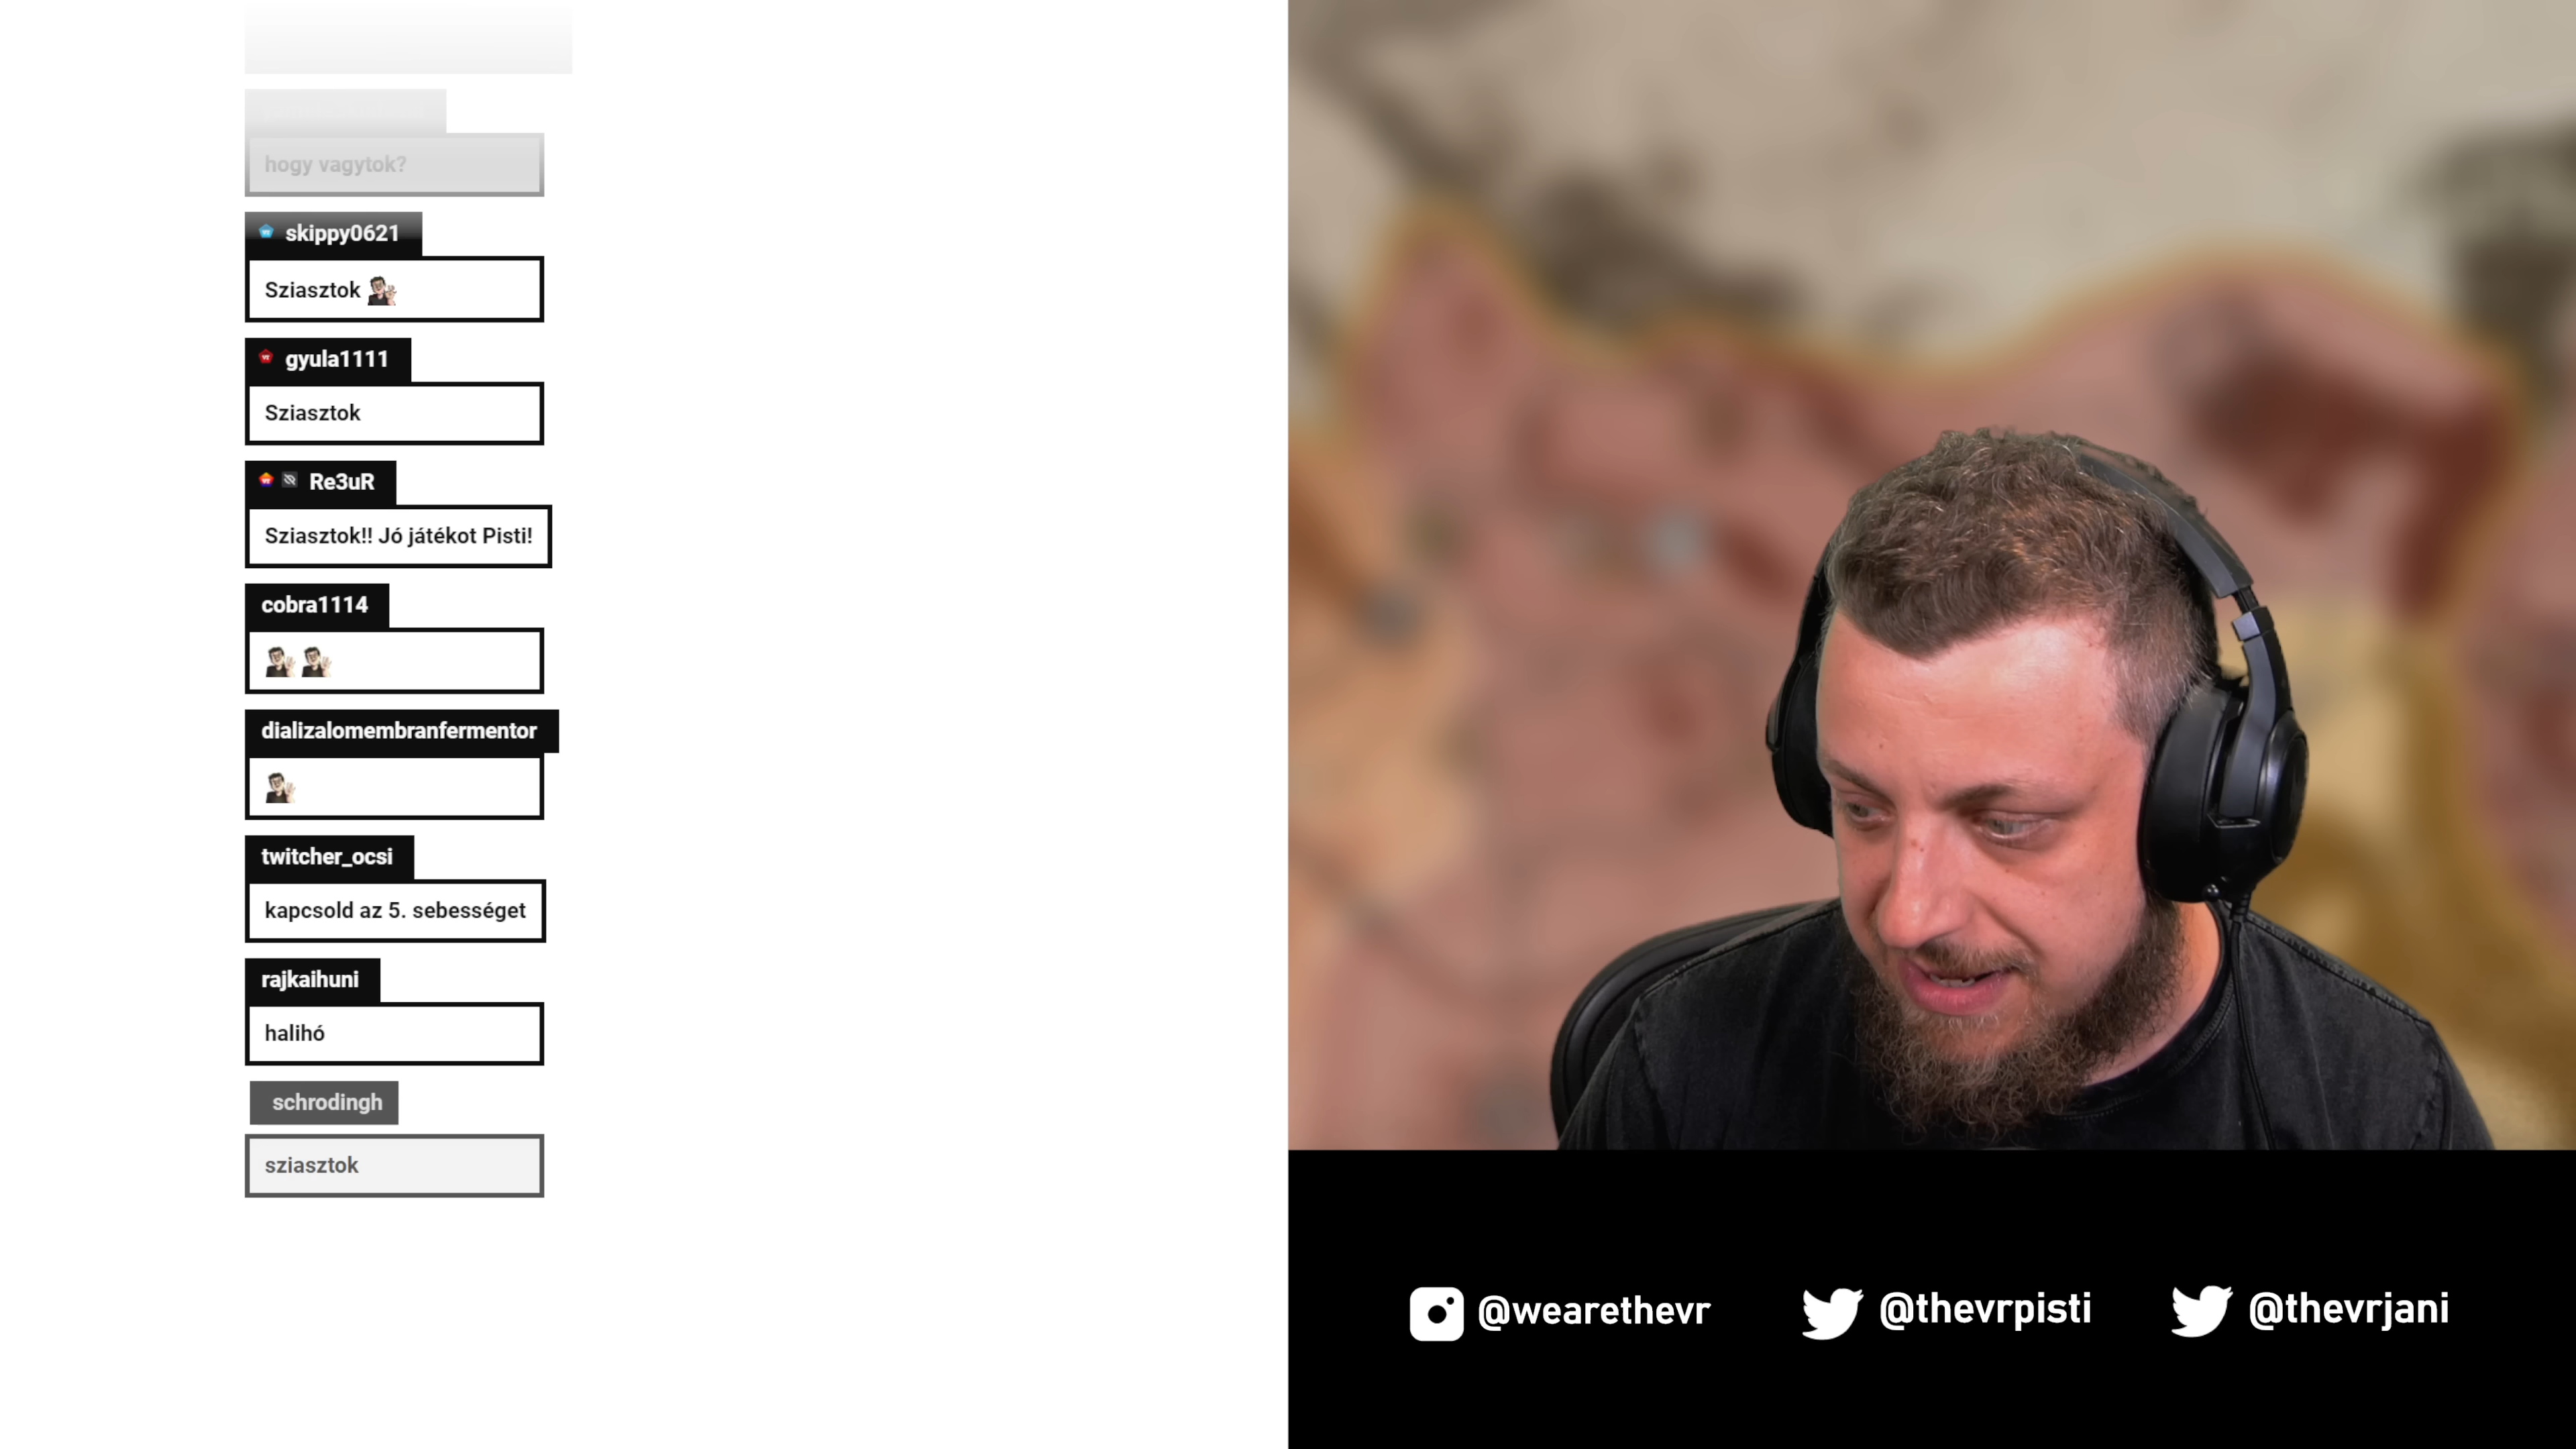 hogy vagytok?
skippy0621
Sziasztok
gyula1111
Sziasztok
Re3uR
Sziasztok!! Jó játékot Pisti!
cobra1114
dializalomembranfermentor
twitcher_ocsi
kapcsold az 5. sebességet
rajkaihuni
halihó
schrodingh
sziasztok
@wearethevr
@thevrpisti
@thevrjani